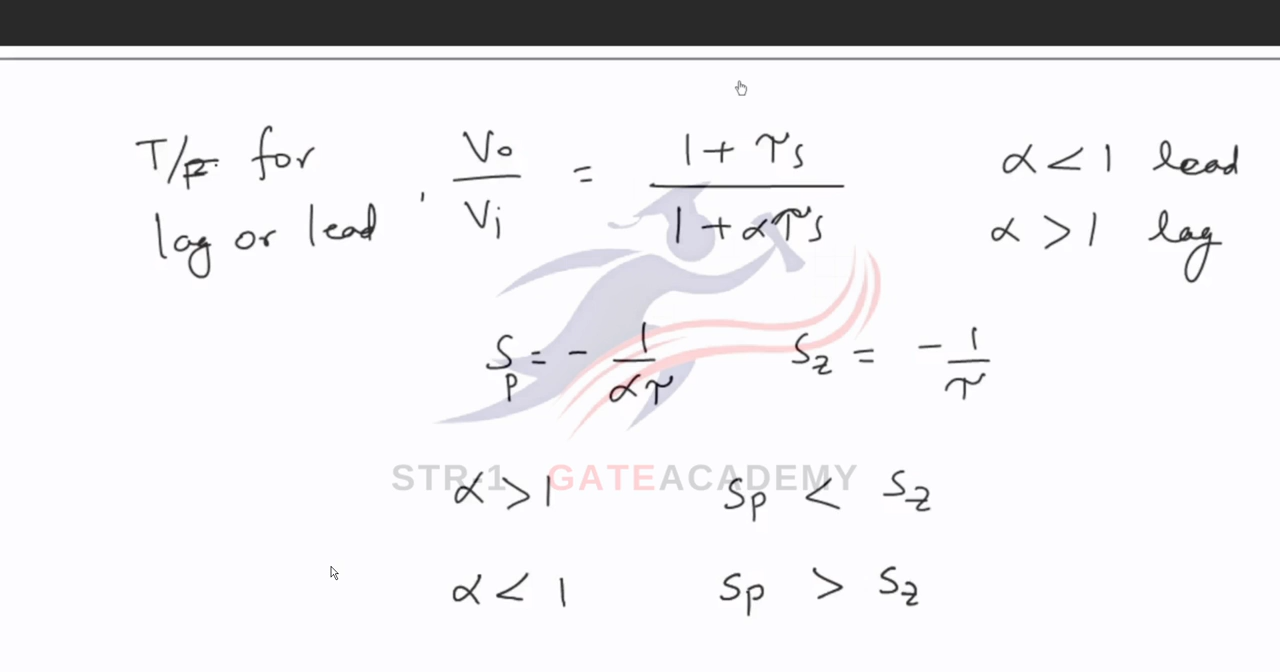 T/F for lag or lead, Vo/Vi = (1 + τs)/(1 + ατs)
α < 1 lead
α > 1 lag
Sp = - 1/ατ Sz = - 1/τ
STR-1 GATEACADEMY
α > 1 Sp < Sz
α < 1 Sp > Sz